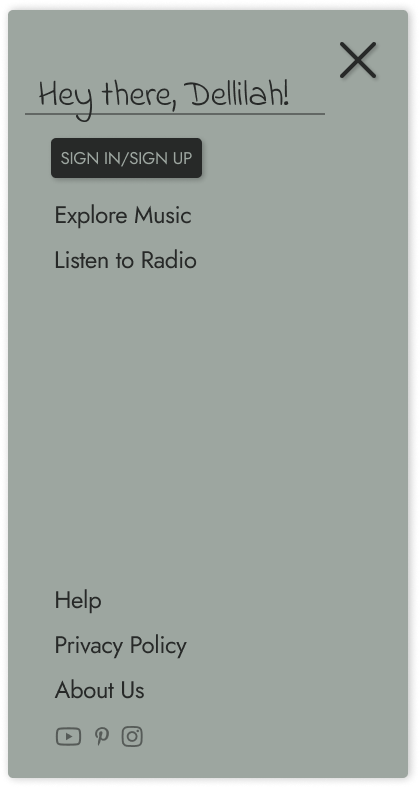 Hey there, Dellilah!
SIGN IN/SIGN UP
Explore Music
Listen to Radio
Help
Privacy Policy
About Us